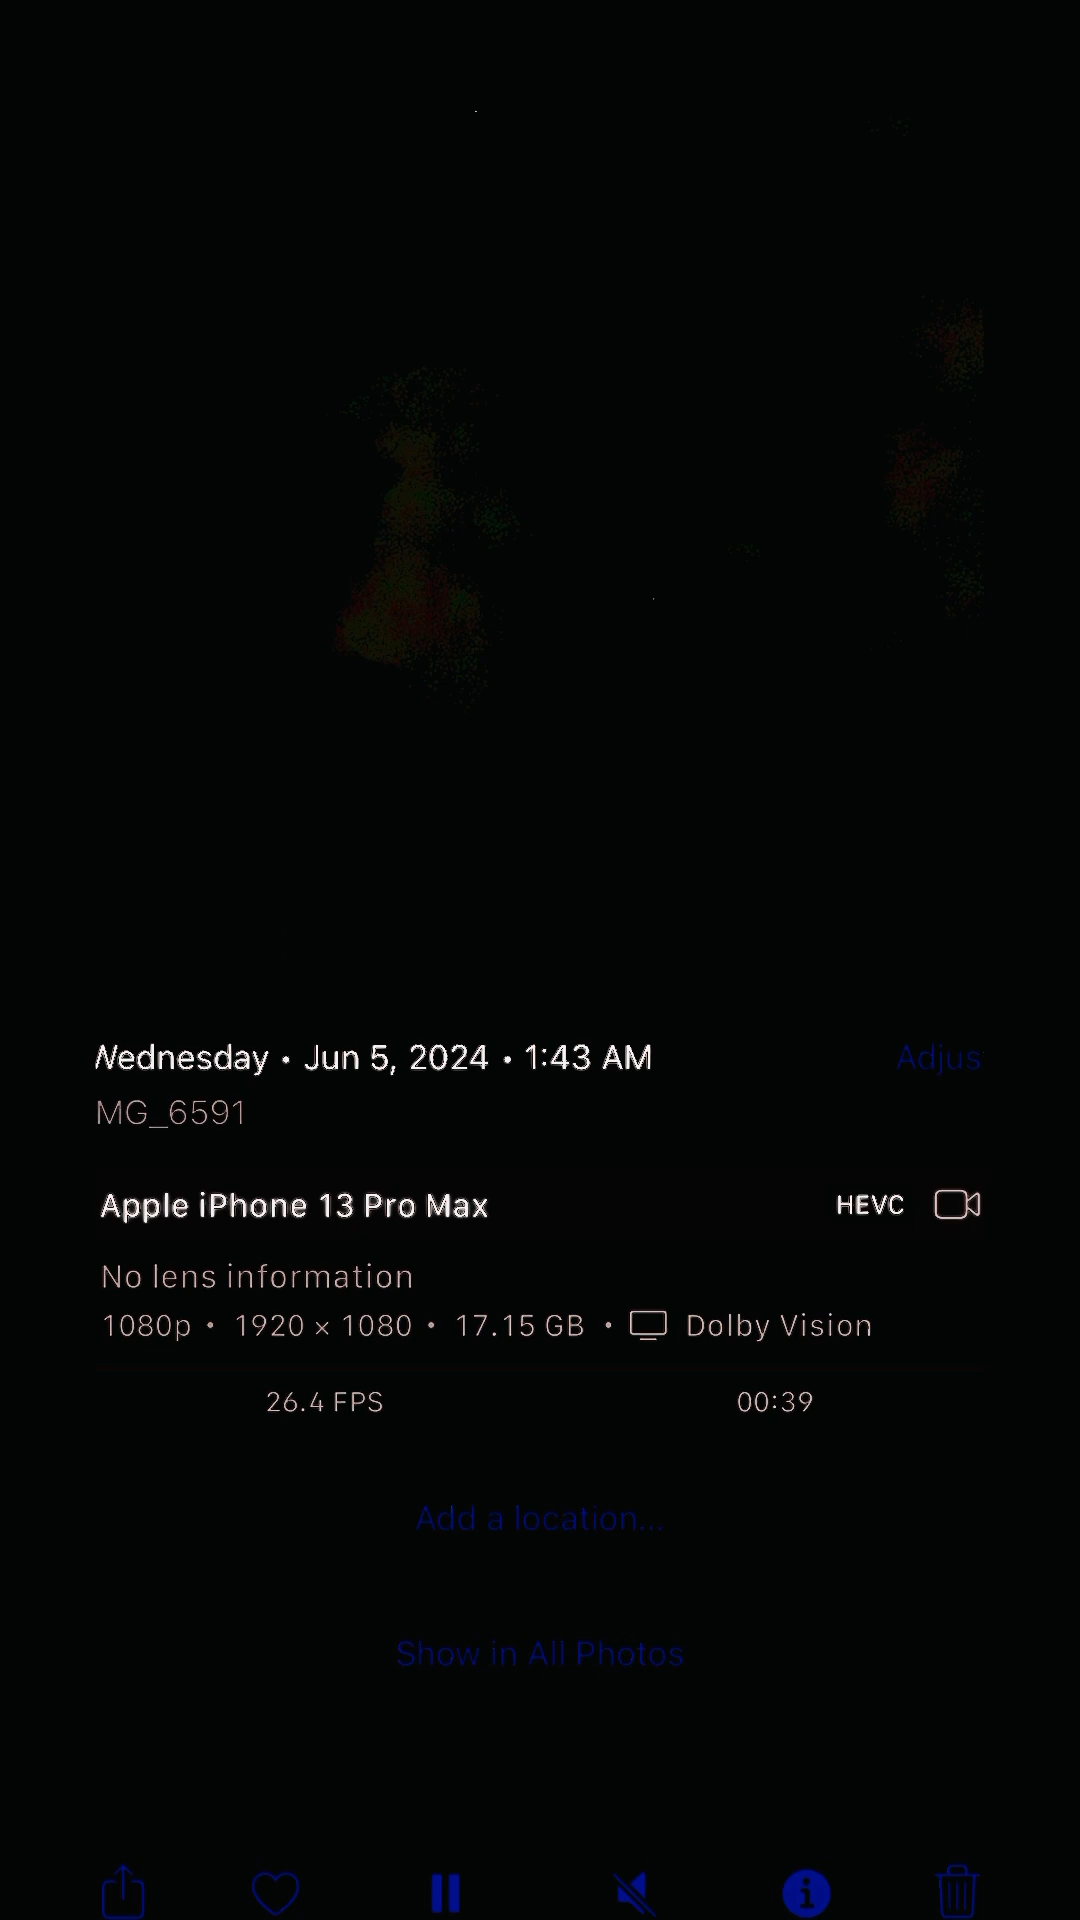 Wednesday • Jun 5, 2024 • 1:43 AM
Adjus
MG_6591
Apple iPhone 13 Pro Max
HEVC
No lens information
1080p • 1920 × 1080 • 17.15 GB • Dolby Vision
26.4 FPS
00:39
Add a location...
Show in All Photos